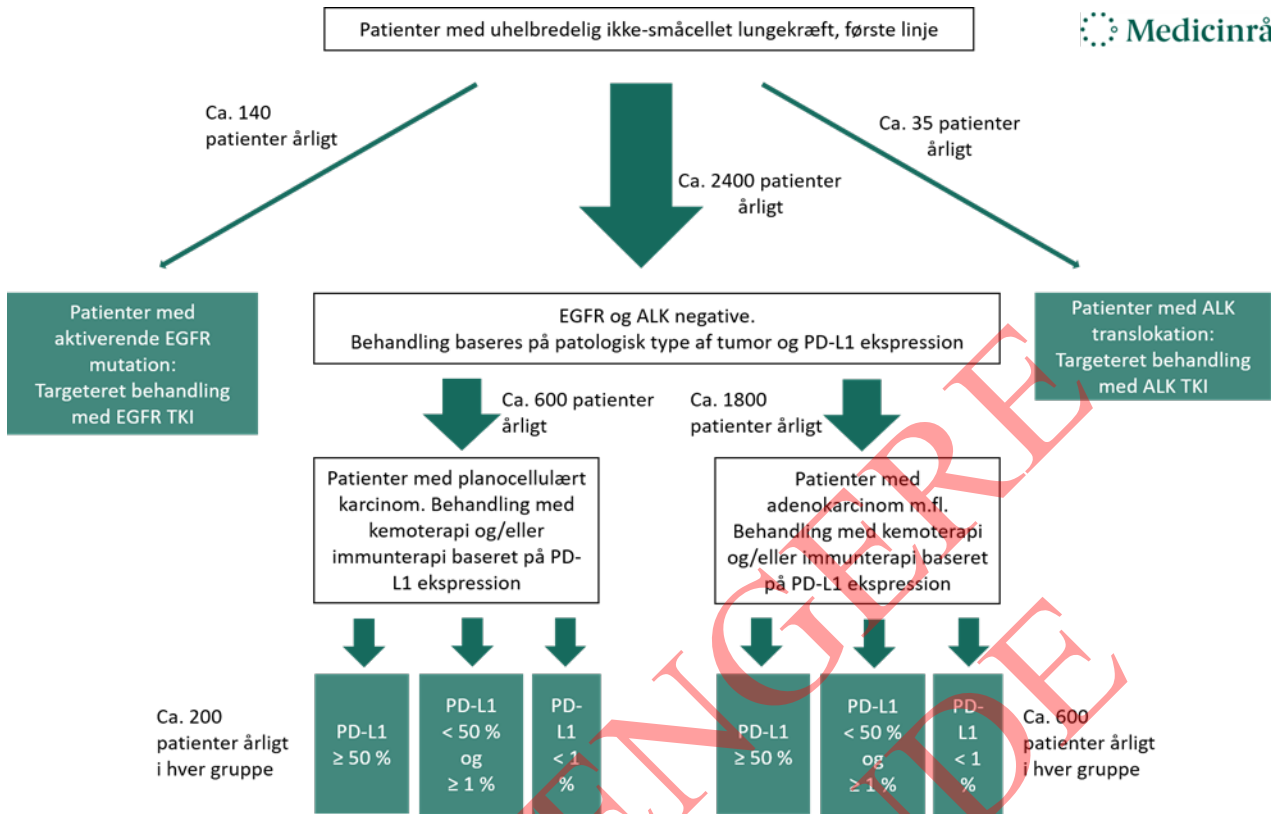 Patienter med uhelbredelig ikke-småcellet lungekræft, første linje
Medicinrå
Ca. 140
patienter årligt
Ca. 2400 patienter
årligt
Ca. 35 patienter
årligt
Patienter med
aktiverende EGFR
mutation:
Targeteret behandling
med EGFR TKI
EGFR og ALK negative.
Behandling baseres på patologisk type af tumor og PD-L1 ekspression
Patienter med ALK
translokation:
Targeteret behandling
med ALK TKI
Ca. 600 patienter
årligt
Ca. 1800
patienter årligt
Patienter med planocellulært
karcinom. Behandling med
kemoterapi og/eller
immunterapi baseret på PD-
L1 ekspression
Patienter med
adenokarcinom m.fl.
Behandling med kemoterapi
og/eller immunterapi baseret
på PD-L1 ekspression
Ca. 200
patienter årligt
i hver gruppe
PD-L1
≥ 50 %
PD-L1
< 50 %
og
≥ 1 %
PD-
L1
< 1
%
PD-L1
≥ 50 %
PD-L1
< 50 %
og
≥ 1 %
PD-
L1
< 1
%
Ca. 600
patienter årligt
i hver gruppe
ENGERE
DE